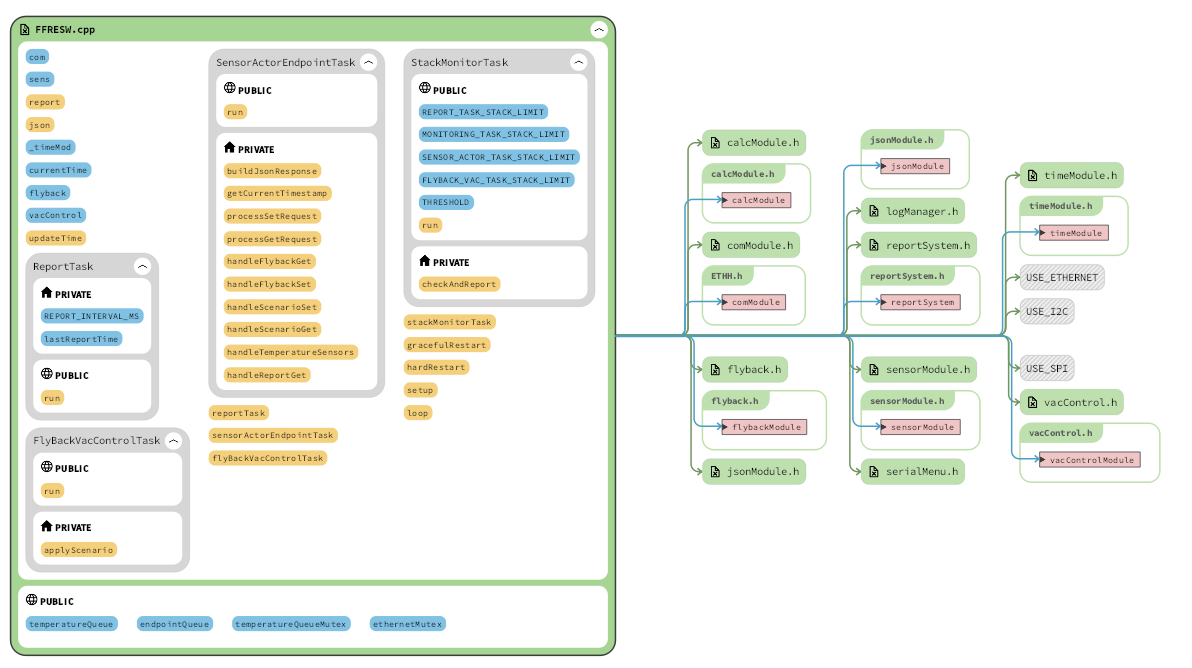 FFRESW.cpp
com
sens
report
json
_timeMod
currentTime
flyback
vacControl
updateTime
ReportTask
PRIVATE
REPORT_INTERVAL_MS
lastReportTime
PUBLIC
run
FlyBackVacControlTask
PUBLIC
run
PRIVATE
applyScenario
SensorActorEndpointTask
PUBLIC
run
PRIVATE
buildJsonResponse
getCurrentTimestamp
processSetRequest
processGetRequest
handleFlybackGet
handleFlybackSet
handleScenarioSet
handleScenarioGet
handleTemperatureSensors
handleReportGet
reportTask
sensorActorEndpointTask
flyBackVacControlTask
StackMonitorTask
PUBLIC
REPORT_TASK_STACK_LIMIT
MONITORING_TASK_STACK_LIMIT
SENSOR_ACTOR_TASK_STACK_LIMIT
FLYBACK_VAC_TASK_STACK_LIMIT
THRESHOLD
run
PRIVATE
checkAndReport
stackMonitorTask
gracefulRestart
hardRestart
setup
loop
PUBLIC
temperatureQueue
endpointQueue
temperatureQueueMutex
ethernetMutex
calcModule.h
calcModule.h
calcModule
comModule.h
ETHH.h
comModule
flyback.h
flyback.h
flybackModule
jsonModule.h
jsonModule.h
jsonModule
logManager.h
reportSystem.h
reportSystem.h
reportSystem
sensorModule.h
sensorModule.h
sensorModule
serialMenu.h
timeModule.h
timeModule.h
timeModule
USE_ETHERNET
USE_I2C
USE_SPI
vacControl.h
vacControl.h
vacControlModule